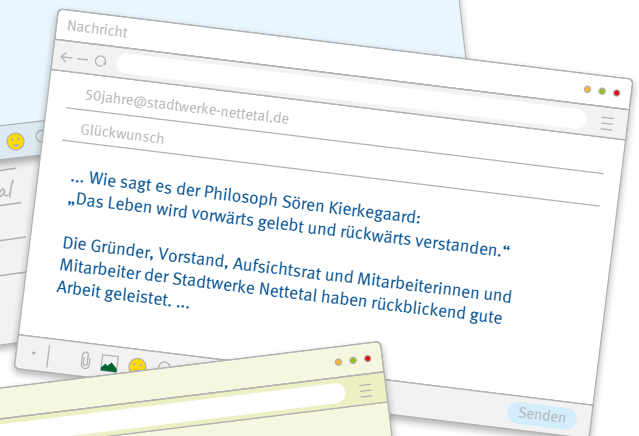 Nachricht
50jahre@stadtwerke-nettetal.de
Glückwunsch
... Wie sagt es der Philosoph Sören Kierkegaard:
„Das Leben wird vorwärts gelebt und rückwärts verstanden.“
Die Gründer, Vorstand, Aufsichtsrat und Mitarbeiterinnen und
Mitarbeiter der Stadtwerke Nettetal haben rückblickend gute
Arbeit geleistet. ...
Senden